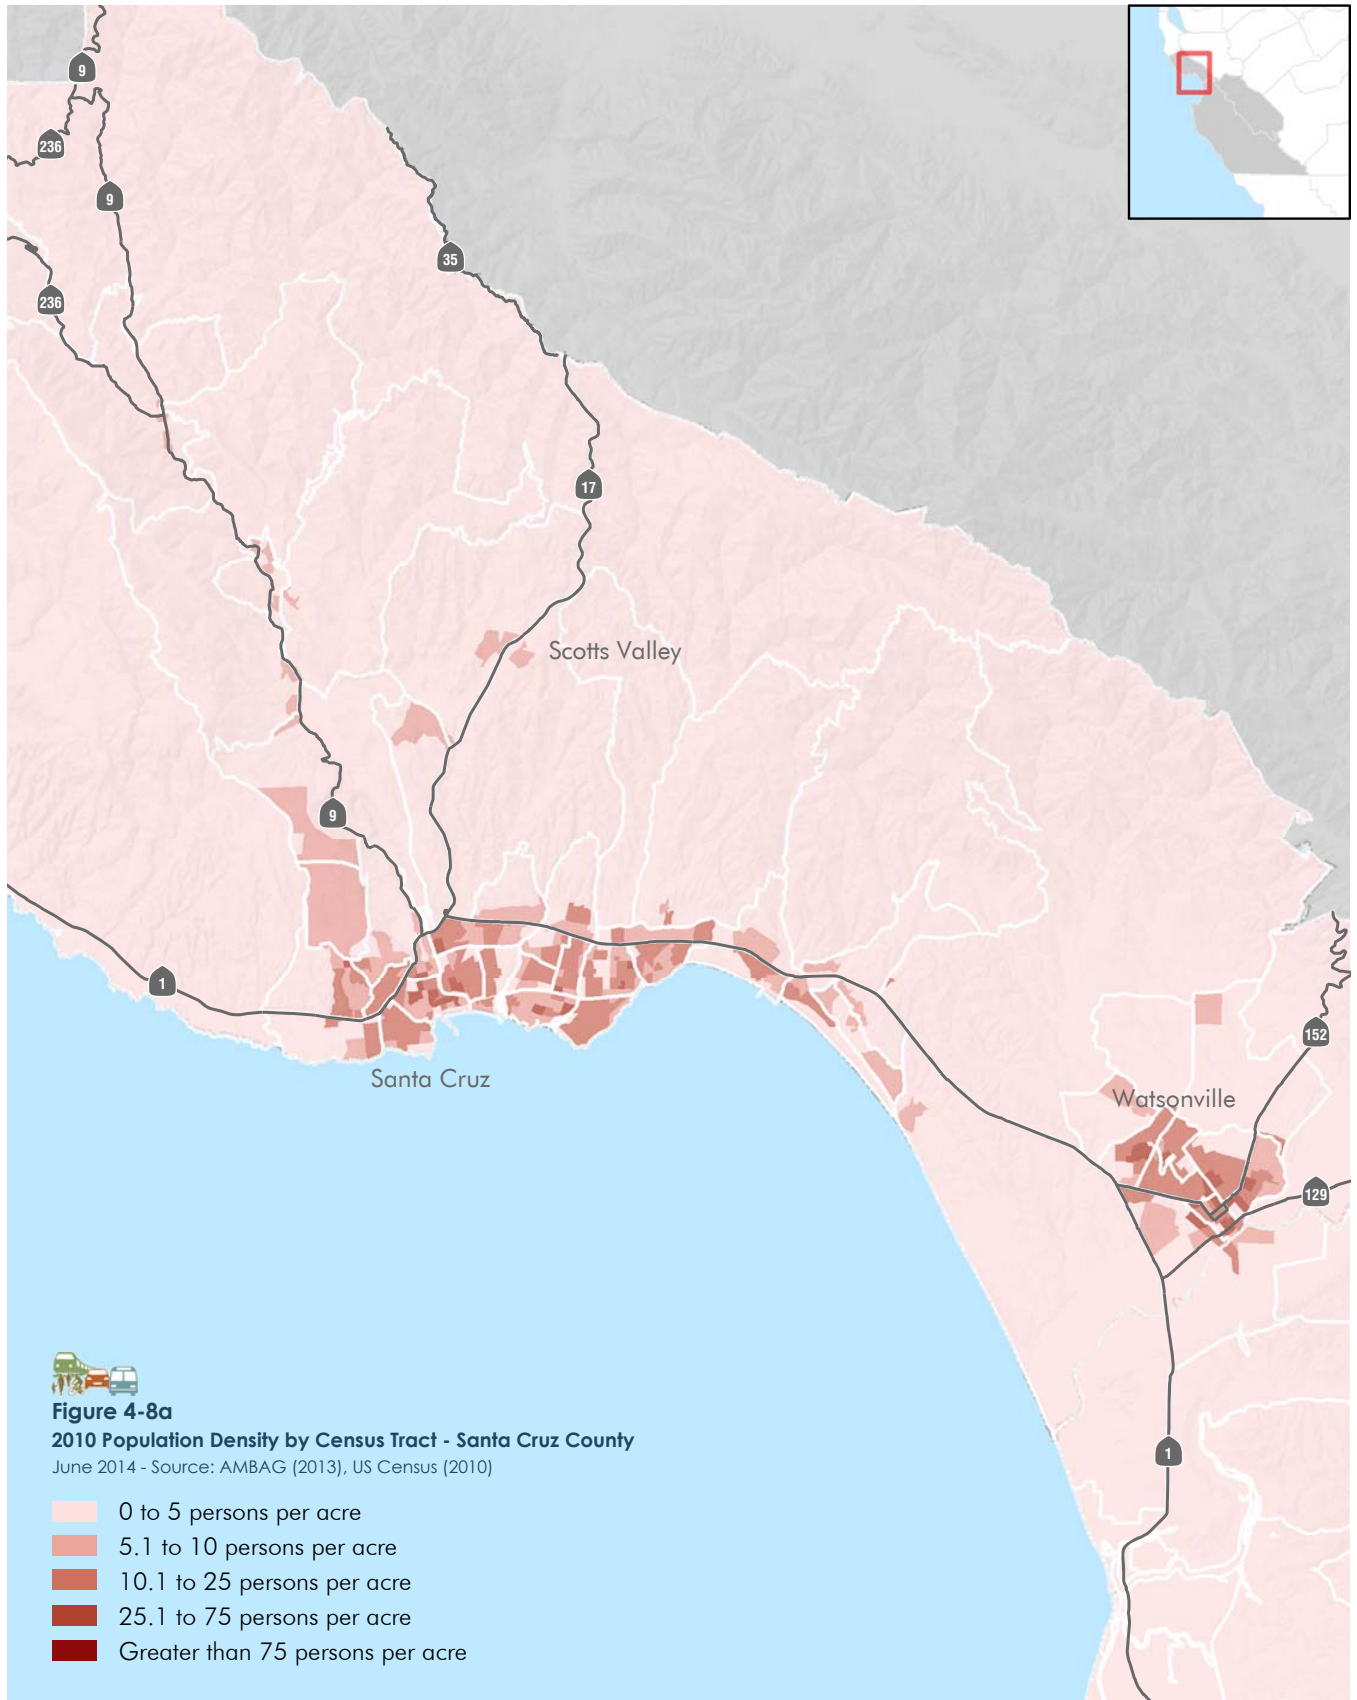 9
236
9
35
236
17
Scotts Valley
9
1
152
Santa Cruz
Watsonville
129
1
Figure 4-8a
2010 Population Density by Census Tract - Santa Cruz County
June 2014 - Source: AMBAG (2013), US Census (2010)
0 to 5 persons per acre
5.1 to 10 persons per acre
10.1 to 25 persons per acre
25.1 to 75 persons per acre
Greater than 75 persons per acre